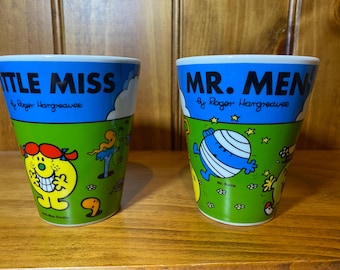 TTLE MISS
by Roger Hargreaves
MR. MEN
by Roger Hargreaves